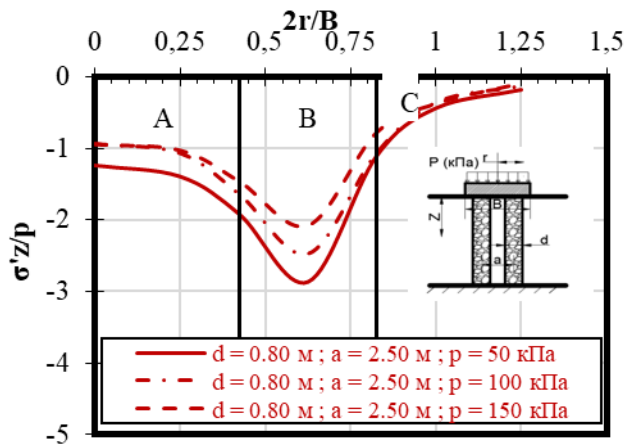 2r/B
0 0,25 0,5 0,75 1 1,25 1,5
0
-1
-2
-3
-4
-5
σ'z/p
A B C
P (кПа) r
B
Z
d
a
d = 0.80 м ; a = 2.50 м ; p = 50 кПа
d = 0.80 м ; a = 2.50 м ; p = 100 кПа
d = 0.80 м ; a = 2.50 м ; p = 150 кПа